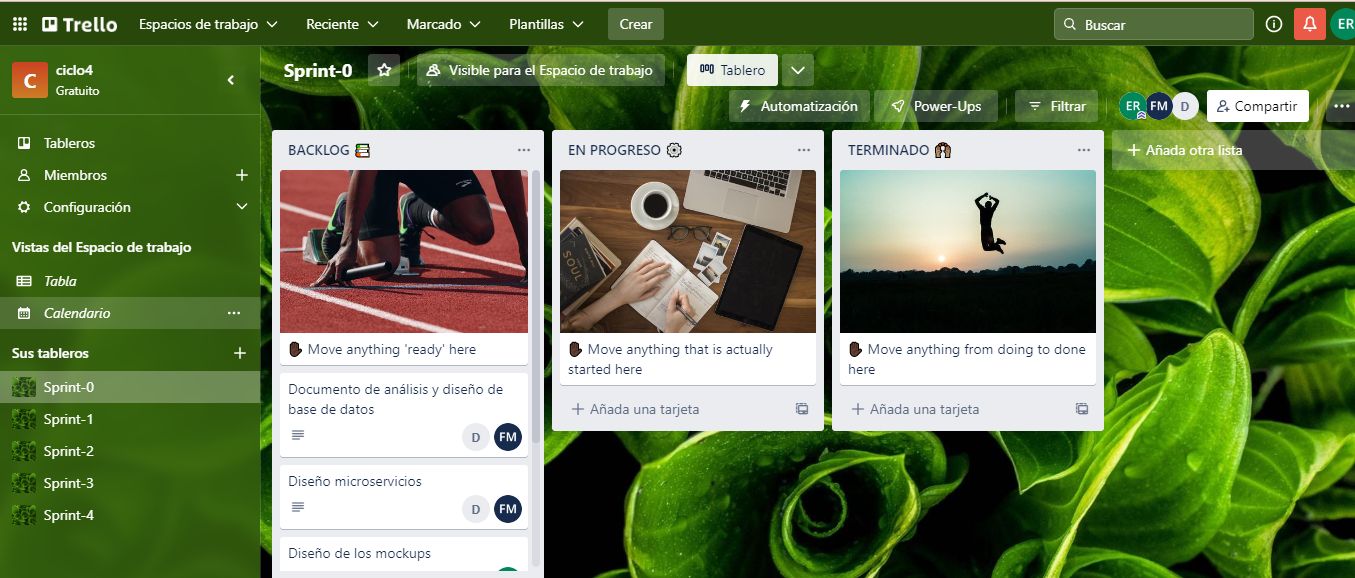 Trello
Espacios de trabajo
Reciente
Marcado
Plantillas
Crear
Buscar
ER
C
ciclo4
Gratuito
Tableros
Miembros
Configuración
Vistas del Espacio de trabajo
Tabla
Calendario
Sus tableros
Sprint-0
Sprint-1
Sprint-2
Sprint-3
Sprint-4
Sprint-0
Visible para el Espacio de trabajo
Tablero
Automatización
Power-Ups
Filtrar
ER
FM
D
Compartir
BACKLOG
Move anything 'ready' here
Documento de análisis y diseño de
base de datos
D
FM
Diseño microservicios
D
FM
Diseño de los mockups
EN PROGRESO
SOUL
Move anything that is actually
started here
Añada una tarjeta
TERMINADO
Move anything from doing to done
here
Añada una tarjeta
Añada otra lista